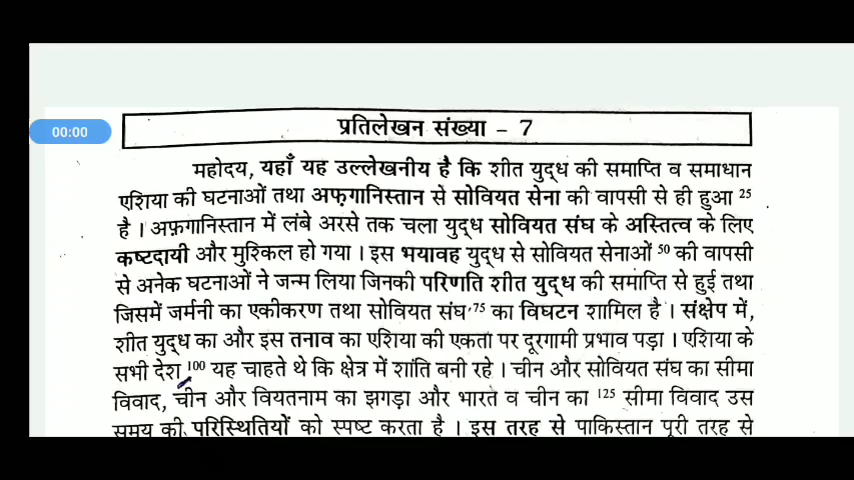 00:00
प्रतिलेखन संख्या – 7
महोदय, यहाँ यह उल्लेखनीय है कि शीत युद्ध की समाप्ति व समाधान
एशिया की घटनाओं तथा अफ़गानिस्तान से सोवियत सेना की वापसी से ही हुआ 25
है । अफ़गानिस्तान में लंबे अरसे तक चला युद्ध सोवियत संघ के अस्तित्व के लिए
कष्टदायी और मुश्किल हो गया । इस भयावह युद्ध से सोवियत सेनाओं 50 की वापसी
से अनेक घटनाओं ने जन्म लिया जिनकी परिणति शीत युद्ध की समाप्ति से हुई तथा
जिसमें जर्मनी का एकीकरण तथा सोवियत संघ 75 का विघटन शामिल है । संक्षेप में,
शीत युद्ध का और इस तनाव का एशिया की एकता पर दूरगामी प्रभाव पड़ा । एशिया के
सभी देश 100 यह चाहते थे कि क्षेत्र में शांति बनी रहे । चीन और सोवियत संघ का सीमा
विवाद, चीन और वियतनाम का झगड़ा और भारत व चीन का 125 सीमा विवाद उस
समय की परिस्थितियों को स्पष्ट करता है । इस तरह से पाकिस्तान पूरी तरह से